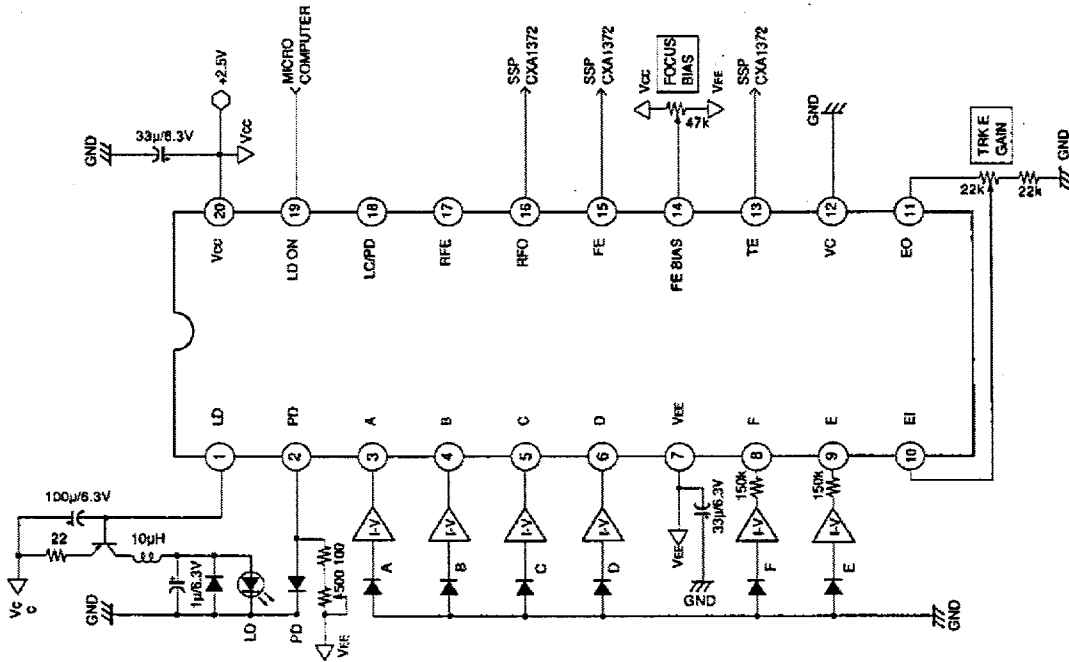 Vc
C
GND
22
100µ/6.3V
10µH
1µ/6.3V
LD
PD
VEE
500 100
1 LD
2 PD
3 A
4 B
5 C
6 D
7 VEE
8 F
9 E
10 EI
I-V
A
I-V
B
I-V
C
I-V
D
VEE
33µ/6.3V
GND
150k
I-V
F
150k
I-V
E
GND
GND
33µ/6.3V
+2.5V
Vcc
20 Vcc
19 LD ON
MICRO
COMPUTER
18 LC/PD
17 RFE
16 RFO
SSP
CXA1372
15 FE
SSP
CXA1372
14 FE BIAS
Vcc
FOCUS
BIAS
VEE
47k
13 TE
SSP
CXA1372
12 VC
GND
11 EO
22k
TRK E
GAIN
22k
GND